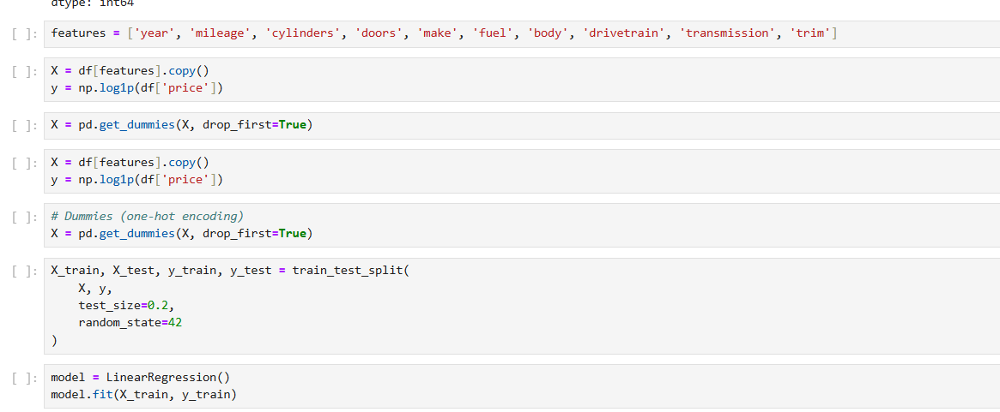 dtype: int64
[ ]: features = ['year', 'mileage', 'cylinders', 'doors', 'make', 'fuel', 'body', 'drivetrain', 'transmission', 'trim']
[ ]: X = df[features].copy()
y = np.log1p(df['price'])
[ ]: X = pd.get_dummies(X, drop_first=True)
[ ]: X = df[features].copy()
y = np.log1p(df['price'])
[ ]: # Dummies (one-hot encoding)
X = pd.get_dummies(X, drop_first=True)
[ ]: X_train, X_test, y_train, y_test = train_test_split(
    X, y,
    test_size=0.2,
    random_state=42
)
[ ]: model = LinearRegression()
model.fit(X_train, y_train)